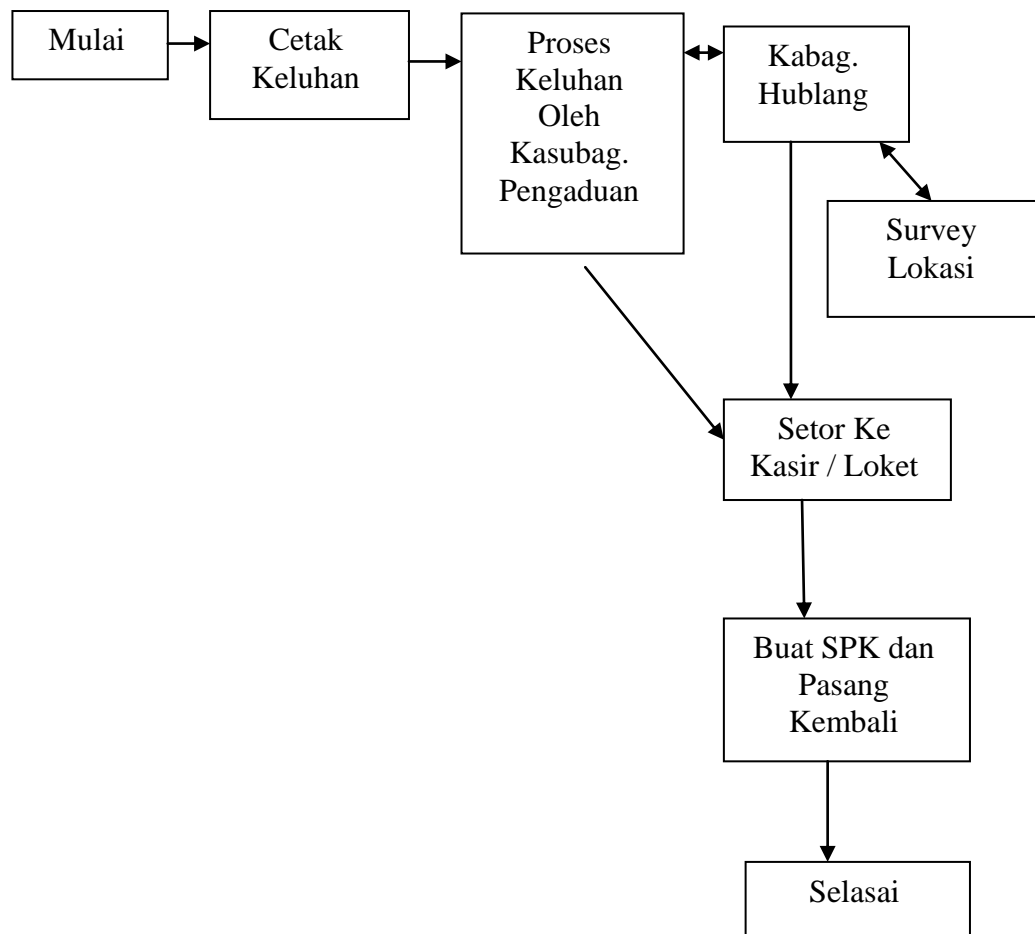 Mulai
Cetak
Keluhan
Proses
Keluhan
Oleh
Kasubag.
Pengaduan
Kabag.
Hublang
Survey
Lokasi
Setor Ke
Kasir / Loket
Buat SPK dan
Pasang
Kembali
Selasai